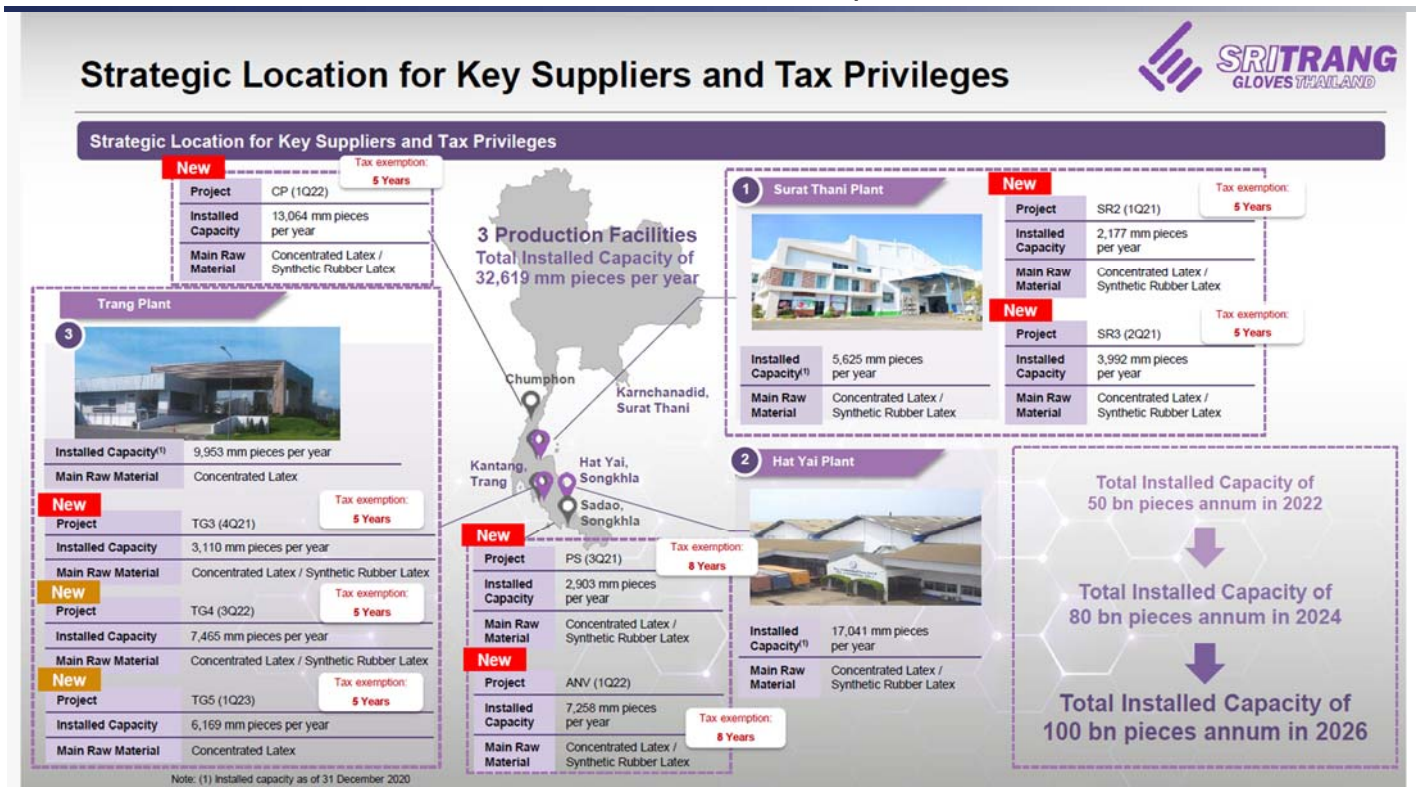 Strategic Location for Key Suppliers and Tax Privileges
SRITRANG
GLOVES THAILAND
Strategic Location for Key Suppliers and Tax Privileges
New
Tax exemption:
5 Years
Project CP (1Q22)
Installed Capacity 13,064 mm pieces per year
Main Raw Material Concentrated Latex / Synthetic Rubber Latex
3 Production Facilities
Total Installed Capacity of
32,619 mm pieces per year
Trang Plant
3
Installed Capacity(1) 9,953 mm pieces per year
Main Raw Material Concentrated Latex
New
Tax exemption:
5 Years
Project TG3 (4Q21)
Installed Capacity 3,110 mm pieces per year
Main Raw Material Concentrated Latex / Synthetic Rubber Latex
New
Tax exemption:
5 Years
Project TG4 (3Q22)
Installed Capacity 7,465 mm pieces per year
Main Raw Material Concentrated Latex / Synthetic Rubber Latex
New
Tax exemption:
5 Years
Project TG5 (1Q23)
Installed Capacity 6,169 mm pieces per year
Main Raw Material Concentrated Latex
Note: (1) Installed capacity as of 31 December 2020
Chumphon
Karnchanadid,
Surat Thani
Kantang,
Trang
Hat Yai,
Songkhla
Sadao,
Songkhla
New
Tax exemption:
8 Years
Project PS (3Q21)
Installed Capacity 2,903 mm pieces per year
Main Raw Material Concentrated Latex / Synthetic Rubber Latex
New
Project ANV (1Q22)
Installed Capacity 7,258 mm pieces per year
Tax exemption:
8 Years
Main Raw Material Concentrated Latex / Synthetic Rubber Latex
1
Surat Thani Plant
Installed Capacity(1) 5,625 mm pieces per year
Main Raw Material Concentrated Latex / Synthetic Rubber Latex
New
Tax exemption:
5 Years
Project SR2 (1Q21)
Installed Capacity 2,177 mm pieces per year
Main Raw Material Concentrated Latex / Synthetic Rubber Latex
New
Tax exemption:
5 Years
Project SR3 (2Q21)
Installed Capacity 3,992 mm pieces per year
Main Raw Material Concentrated Latex / Synthetic Rubber Latex
2
Hat Yai Plant
Installed Capacity(1) 17,041 mm pieces per year
Main Raw Material Concentrated Latex / Synthetic Rubber Latex
Total Installed Capacity of
50 bn pieces annum in 2022
Total Installed Capacity of
80 bn pieces annum in 2024
Total Installed Capacity of
100 bn pieces annum in 2026